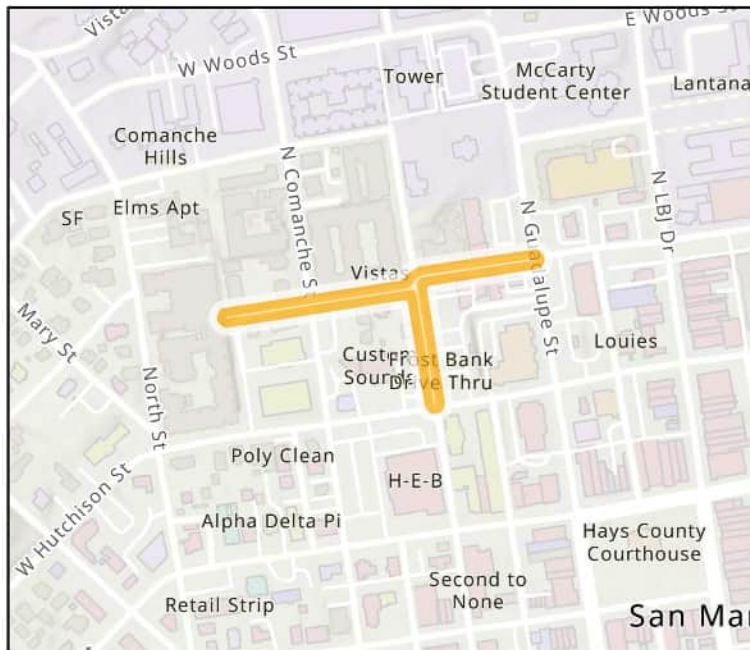 Vista
E Woods St
W Woods St
Tower
McCarty
Student Center
Lantana
Comanche
Hills
N Comanche St
N LBJ Dr
SF
Elms Apt
N Guadalupe St
Vistas
Mary St
Custom
Sounds
Frost Bank
Drive Thru
Louies
North St
Poly Clean
H-E-B
W Hutchison St
Alpha Delta Pi
Hays County
Courthouse
Second to
None
Retail Strip
San Mar